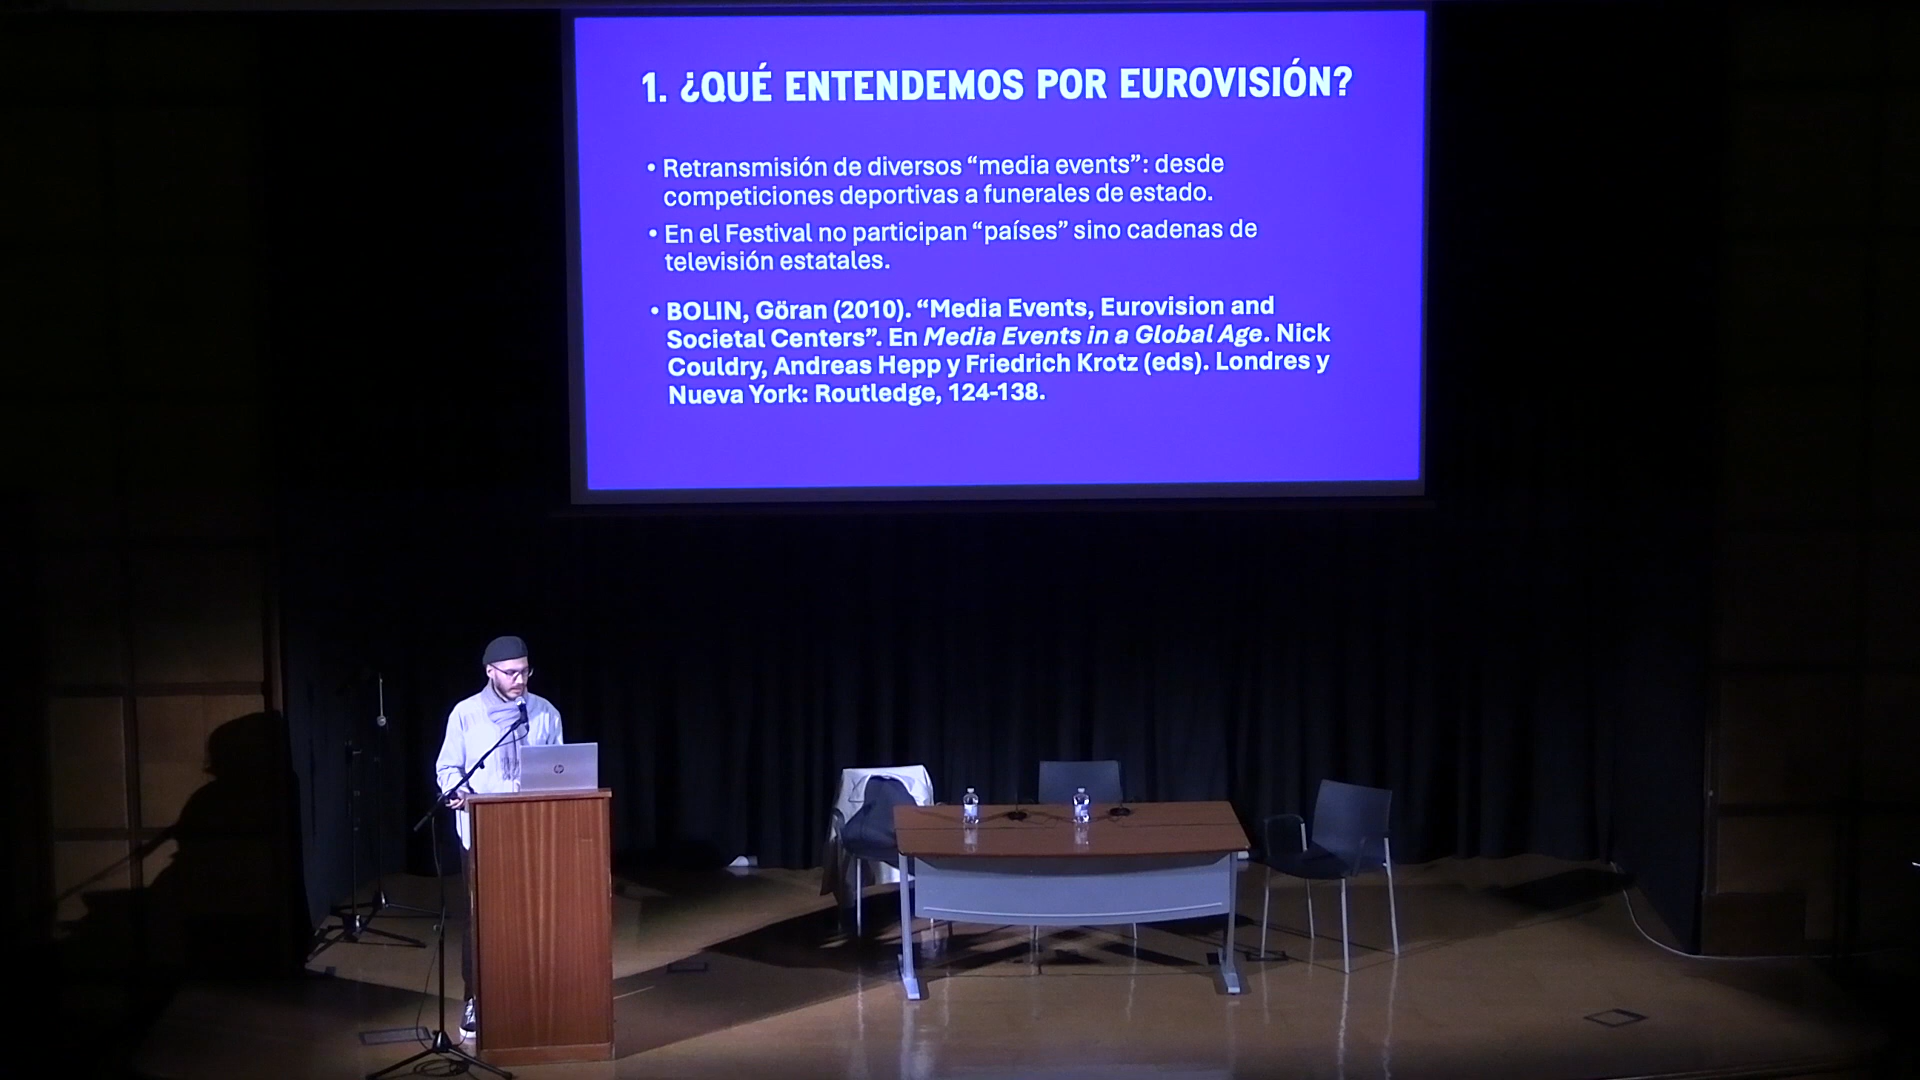 1. ¿QUÉ ENTENDEMOS POR EUROVISIÓN?
• Retransmisión de diversos “media events”: desde
competiciones deportivas a funerales de estado.
• En el Festival no participan “países” sino cadenas de
televisión estatales.
• BOLIN, Göran (2010). “Media Events, Eurovision and
Societal Centers”. En Media Events in a Global Age. Nick
Couldry, Andreas Hepp y Friedrich Krotz (eds). Londres y
Nueva York: Routledge, 124-138.
hp